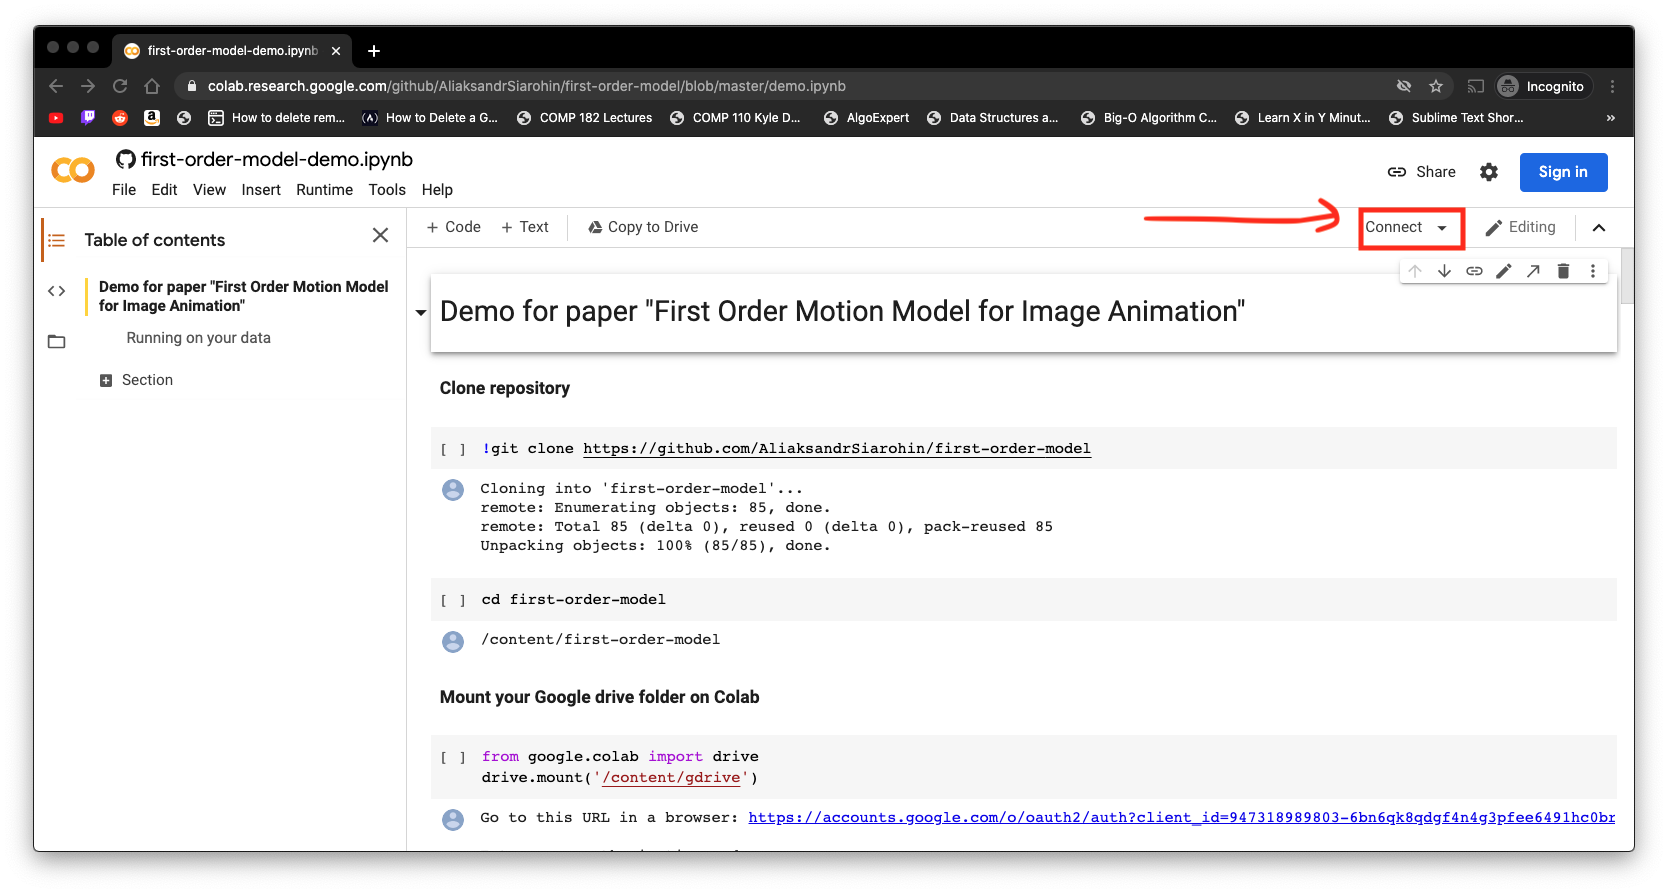 first-order-model-demo.ipynb
colab.research.google.com/github/AliaksandrSiarohin/first-order-model/blob/master/demo.ipynb
Incognito
How to delete rem...
How to Delete a G...
COMP 182 Lectures
COMP 110 Kyle D...
AlgoExpert
Data Structures a...
Big-O Algorithm C...
Learn X in Y Minut...
Sublime Text Shor...
»
first-order-model-demo.ipynb
File Edit View Insert Runtime Tools Help
Share
Sign in
Table of contents
Demo for paper "First Order Motion Model
for Image Animation"
Running on your data
Section
+ Code + Text
Copy to Drive
Connect
Editing
Demo for paper "First Order Motion Model for Image Animation"
Clone repository
[ ] !git clone https://github.com/AliaksandrSiarohin/first-order-model
Cloning into 'first-order-model'...
remote: Enumerating objects: 85, done.
remote: Total 85 (delta 0), reused 0 (delta 0), pack-reused 85
Unpacking objects: 100% (85/85), done.
[ ] cd first-order-model
/content/first-order-model
Mount your Google drive folder on Colab
[ ] from google.colab import drive
drive.mount('/content/gdrive')
Go to this URL in a browser: https://accounts.google.com/o/oauth2/auth?client_id=947318989803-6bn6qk8qdgf4n4g3pfee6491hc0br